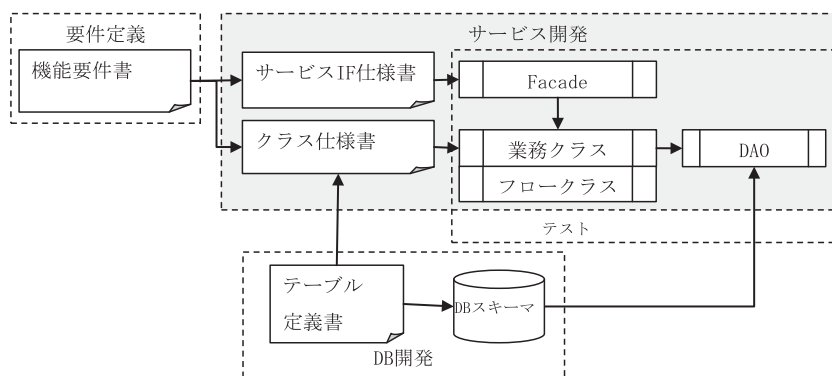 要件定義
機能要件書
サービス開発
サービスIF仕様書
Facade
クラス仕様書
業務クラス
フロークラス
DAO
テスト
テーブル
定義書
DBスキーマ
DB開発